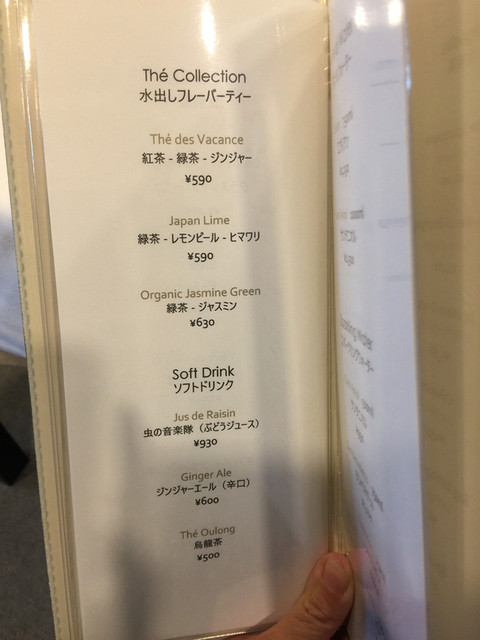 Thé Collection
水出しフレーバーティー
Thé des Vacance
紅茶 - 緑茶 - ジンジャー
¥590
Japan Lime
緑茶 - レモンピール - ヒマワリ
¥590
Organic Jasmine Green
緑茶 - ジャスミン
¥630
Soft Drink
ソフトドリンク
Jus de Raisin
虫の音楽隊（ぶどうジュース）
¥930
Ginger Ale
ジンジャーエール（辛口）
¥600
Thé Oulong
烏龍茶
¥500